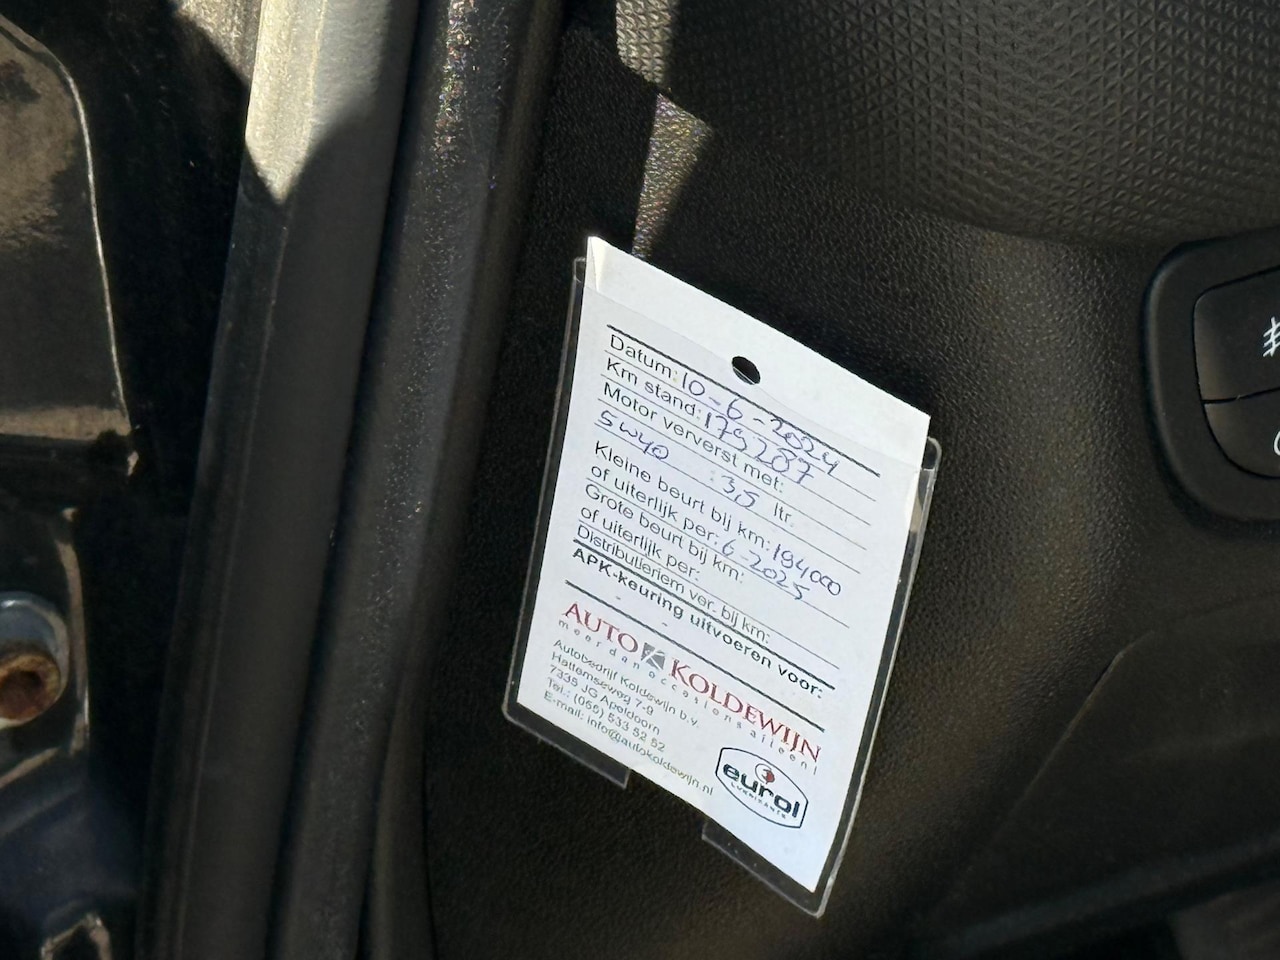 Datum: 10-6-2024
Km stand: 179287
Motor ververst met:
5W40 : 3,5 ltr.
Kleine beurt bij km: 194000
of uiterlijk per: 6-2025
Grote beurt bij km:
of uiterlijk per:
Distributieriem ver. bij km:
APK-keuring uitvoeren voor:
AUTO KOLDEWIJN
meer dan occasions alleen!
Autobedrijf Koldewijn b.v.
Hattemseweg 7-9
7335 JG Apeldoorn
Tel.: (055) 533 52 52
E-mail: info@autokoldewijn.nl
eurol
LUBRICANTS